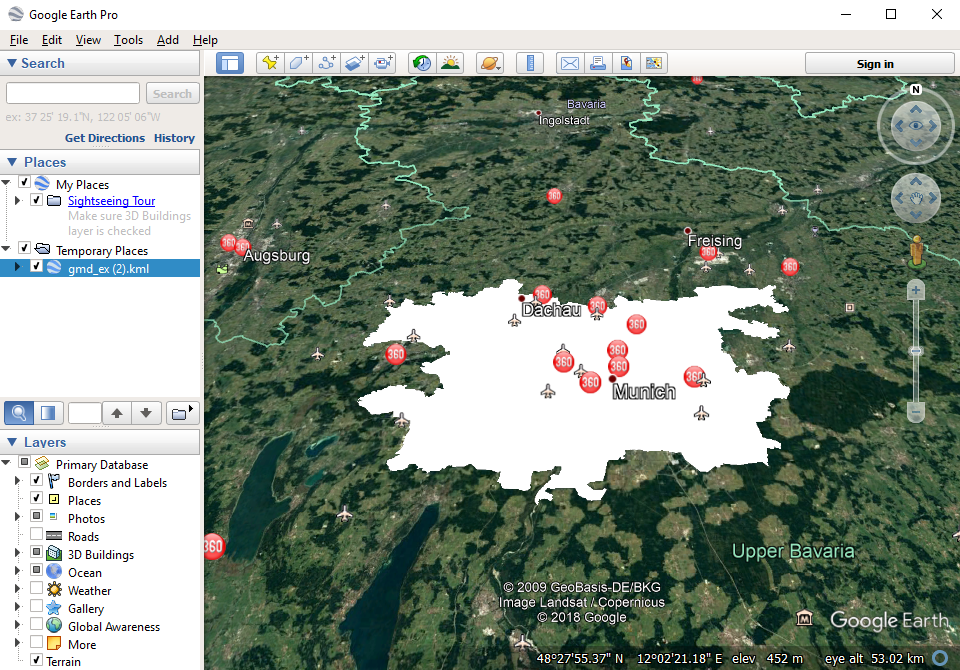 Google Earth Pro
File Edit View Tools Add Help
Search
Search
ex: 37 25' 19.1"N, 122 05' 06"W
Get Directions History
Places
My Places
Sightseeing Tour
Make sure 3D Buildings
layer is checked
Temporary Places
gmd_ex (2).kml
Layers
Primary Database
Borders and Labels
Places
Photos
Roads
3D Buildings
Ocean
Weather
Gallery
Global Awareness
More
Terrain
Sign in
N
Bavaria
Ingolstadt
360
360
360
Augsburg
Freising
360
360
360
Dachau
360
360
360
360
360
360
360
360
Munich
360
Upper Bavaria
© 2009 GeoBasis-DE/BKG
Image Landsat / Copernicus
© 2018 Google
Google Earth
48°27'55.37" N 12°02'21.18" E elev 452 m eye alt 53.02 km